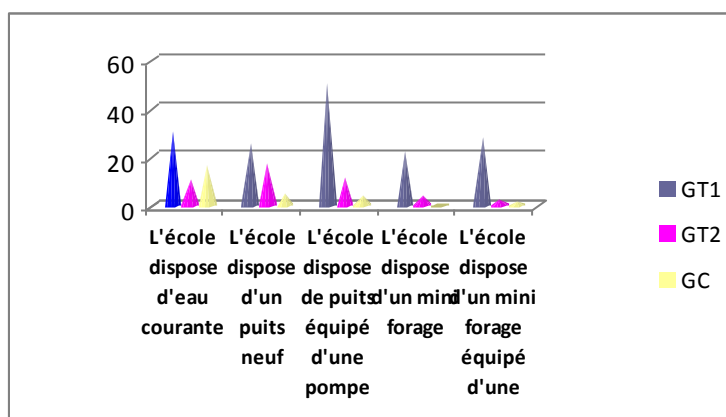 60
40
20
0
L'école
dispose
d'eau
courante
L'école
dispose
d'un
puits
neuf
L'école
dispose
de puits
équipé
d'une
pompe
L'école
dispose
d'un mini
forage
L'école
dispose
d'un mini
forage
équipé
d'une
GT1
GT2
GC